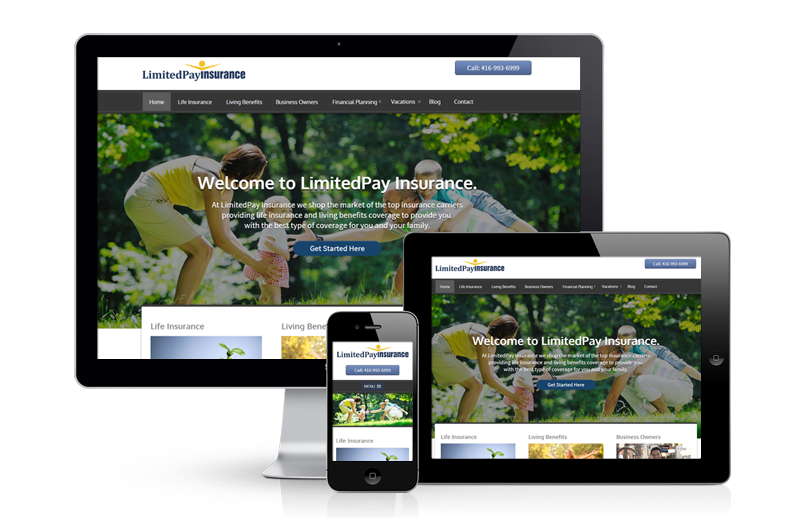 LimitedPayinsurance
Call: 416-993-6999
Home Life Insurance Living Benefits Business Owners Financial Planning Vacations Blog Contact
Welcome to LimitedPay Insurance.
At LimitedPay Insurance we shop the market of the top insurance carriers
providing life insurance and living benefits coverage to provide you
with the best type of coverage for you and your family.
Get Started Here
Life Insurance
Living Benefits
LimitedPayinsurance
Call: 416-993-6999
MENU
Life Insurance
LimitedPayinsurance
Call: 416-993-6999
Home Life Insurance Living Benefits Business Owners Financial Planning Vacations Blog Contact
Welcome to LimitedPay Insurance.
At LimitedPay Insurance we shop the market of the top insurance carriers
providing life insurance and living benefits coverage to provide you
with the best type of coverage for you and your family.
Get Started Here
Life Insurance Living Benefits Business Owners